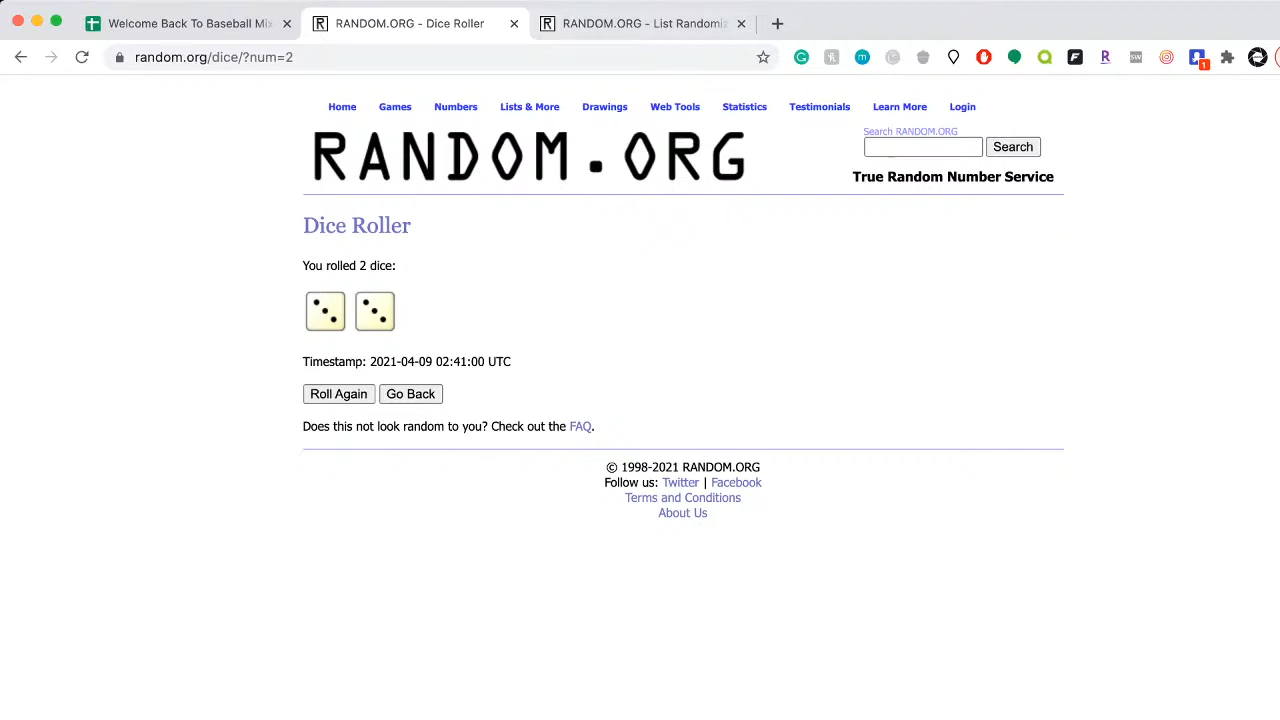 Welcome Back To Baseball Mix
RANDOM.ORG - Dice Roller
RANDOM.ORG - List Randomiz
random.org/dice/?num=2
1
Home Games Numbers Lists & More Drawings Web Tools Statistics Testimonials Learn More Login
RANDOM.ORG
Search RANDOM.ORG
Search
True Random Number Service
Dice Roller
You rolled 2 dice:
Timestamp: 2021-04-09 02:41:00 UTC
Roll Again Go Back
Does this not look random to you? Check out the FAQ.
© 1998-2021 RANDOM.ORG
Follow us: Twitter | Facebook
Terms and Conditions
About Us